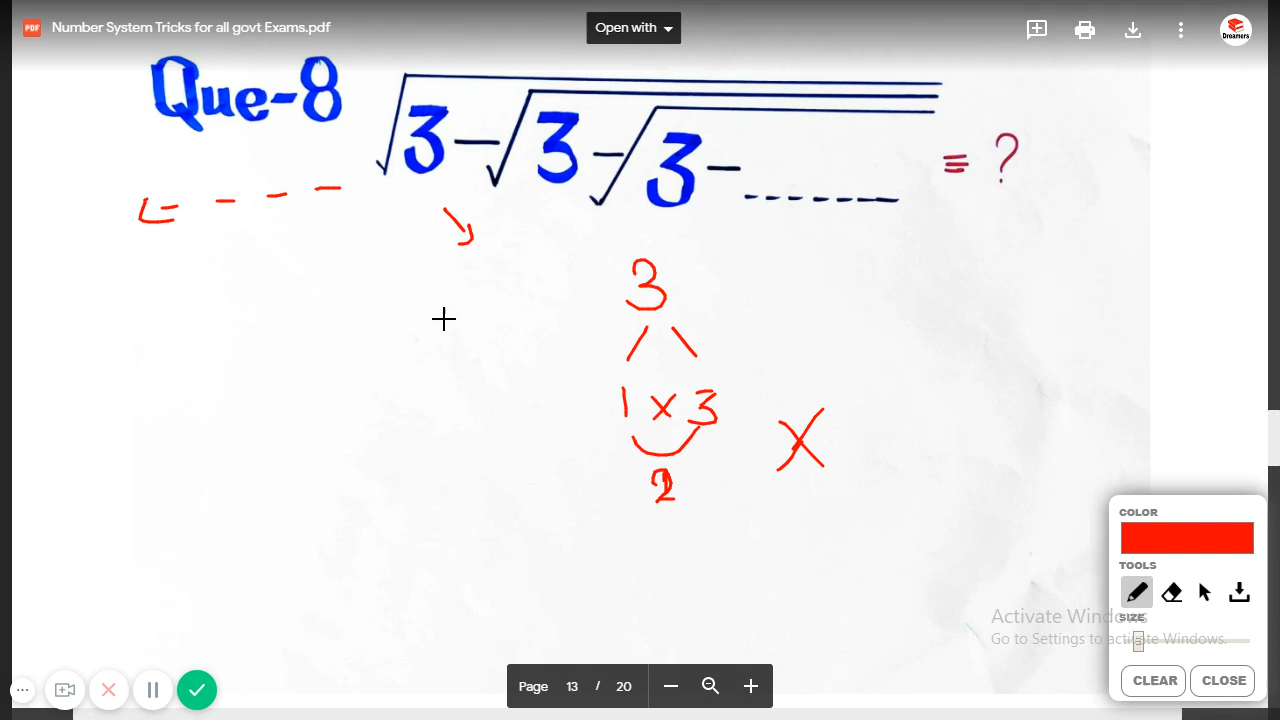 PDF Number System Tricks for all govt Exams.pdf
Open with
Dreamers
Que-8 √3-√3-√3-------- = ?
3
1 × 3
2
X
COLOR
TOOLS
SIZE
Activate Windows
Go to Settings to activate Windows.
CLEAR CLOSE
Page 13 / 20